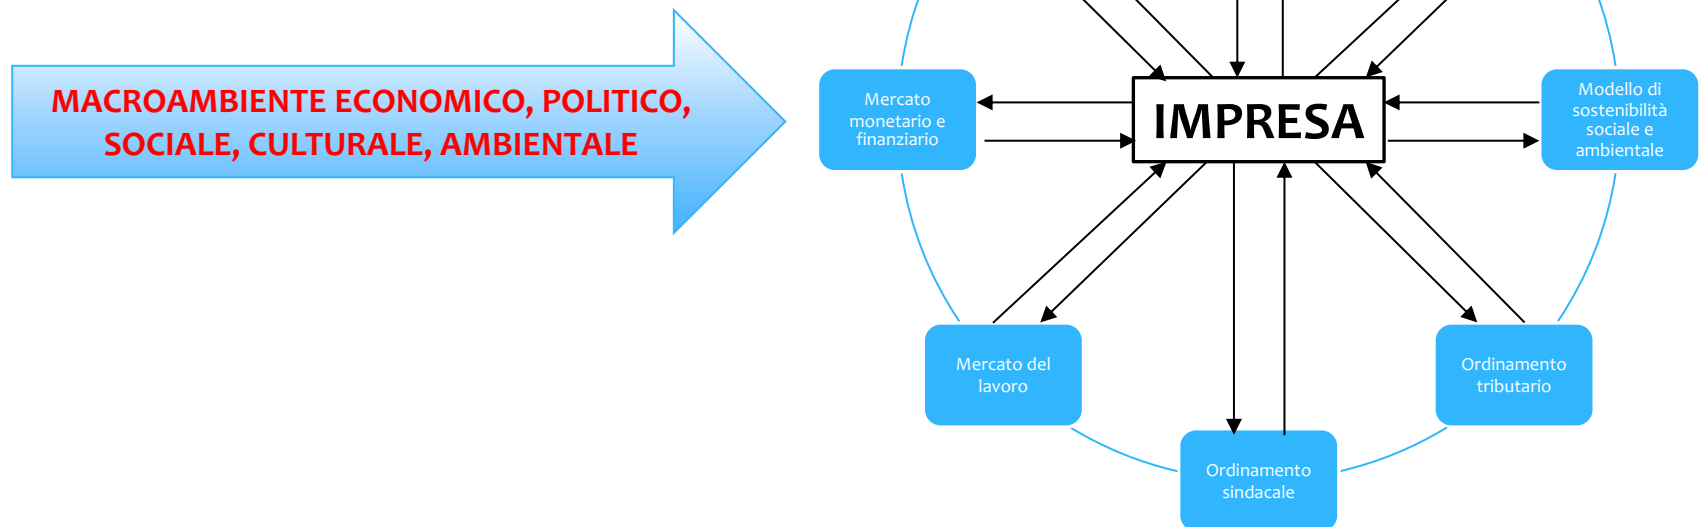 MACROAMBIENTE ECONOMICO, POLITICO,
SOCIALE, CULTURALE, AMBIENTALE
Mercato
monetario e
finanziario
IMPRESA
Modello di
sostenibilità
sociale e
ambientale
Mercato del
lavoro
Ordinamento
tributario
Ordinamento
sindacale